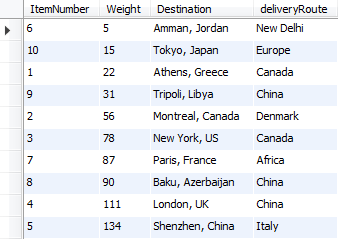 ItemNumber Weight Destination deliveryRoute
6 5 Amman, Jordan New Delhi
10 15 Tokyo, Japan Europe
1 22 Athens, Greece Canada
9 31 Tripoli, Libya China
2 56 Montreal, Canada Denmark
3 78 New York, US Canada
7 87 Paris, France Africa
8 90 Baku, Azerbaijan China
4 111 London, UK China
5 134 Shenzhen, China Italy